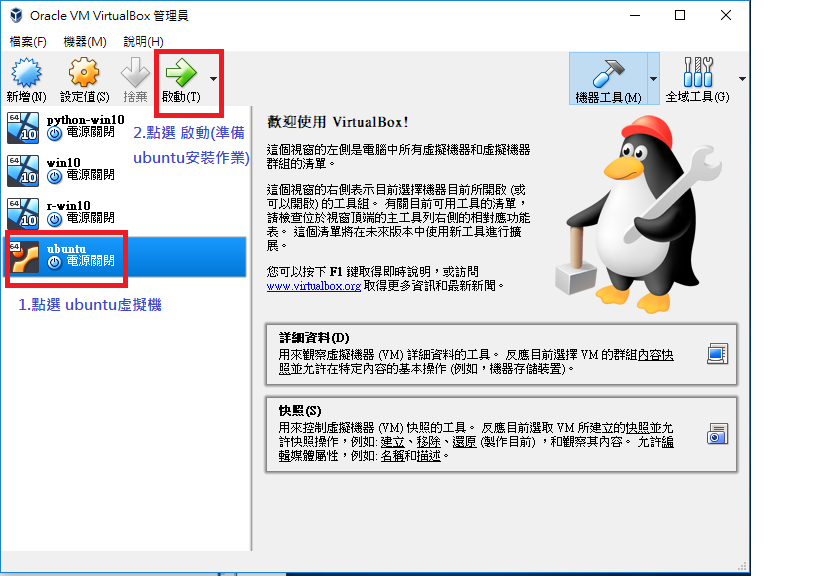 Oracle VM VirtualBox 管理員
檔案(F) 機器(M) 說明(H)
新增(N) 設定值(S) 捨棄 啟動(T) 機器工具(M) 全域工具(G)
64 10 python-win10
電源關閉
64 10 win10
電源關閉
64 10 r-win10
電源關閉
64 ubuntu
電源關閉
2.點選 啟動(準備
ubuntu安裝作業)
1.點選 ubuntu虛擬機
歡迎使用 VirtualBox!
這個視窗的左側是電腦中所有虛擬機器和虛擬機器
群組的清單。
這個視窗的右側表示目前選擇機器目前所開啟 (或
可以開啟) 的工具組。 有關目前可用工具的清單，
請檢查位於視窗頂端的主工具列右側的相對應功能
表。 這個清單將在未來版本中使用新工具進行擴
展。
您可以按下 F1 鍵取得即時說明，或訪問
www.virtualbox.org 取得更多資訊和最新新聞。
詳細資料(D)
用來觀察虛擬機器 (VM) 詳細資料的工具。 反應目前選擇 VM 的群組內容快
照並允許在特定內容的基本操作 (例如，機器存儲裝置)。
快照(S)
用來控制虛擬機器 (VM) 快照的工具。 反應目前選取 VM 所建立的快照並允
許快照操作，例如: 建立、移除、還原 (製作目前) ，和觀察其內容。 允許編
輯媒體屬性，例如: 名稱和描述。